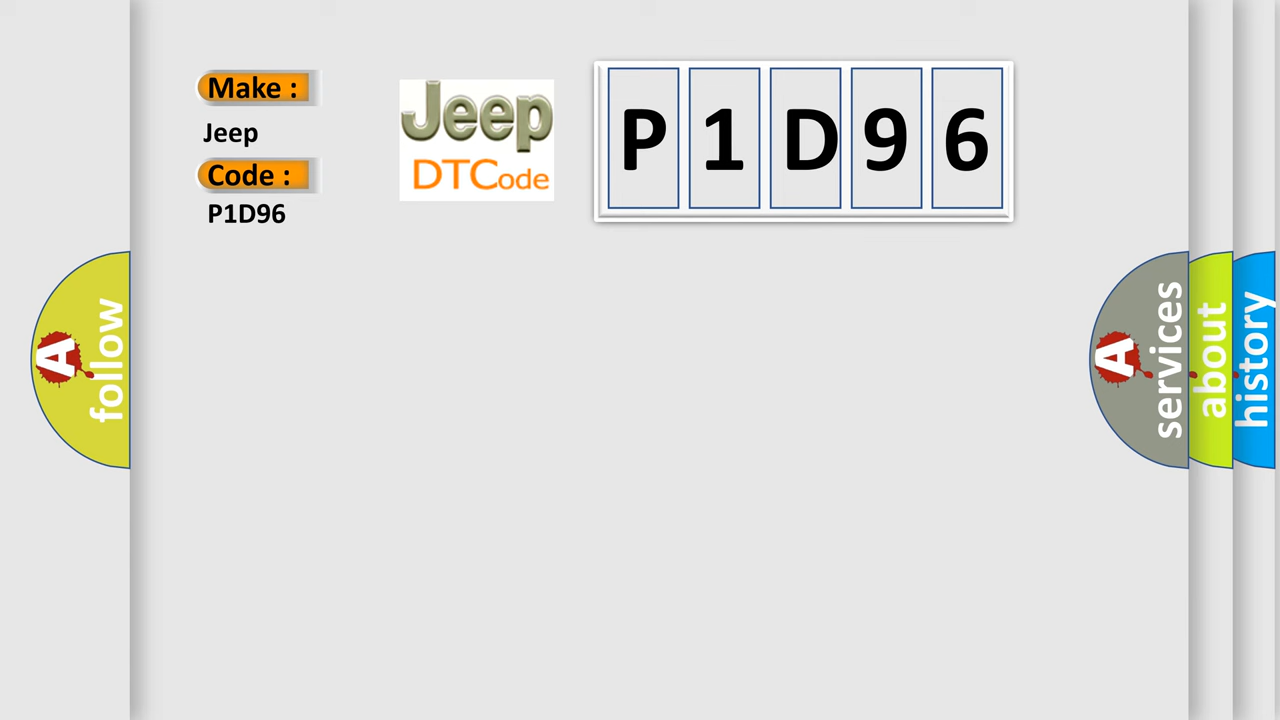 Make :
Jeep
Code :
P1D96
Jeep
DTCode
P 1 D 9 6
A follow
A services
about
history